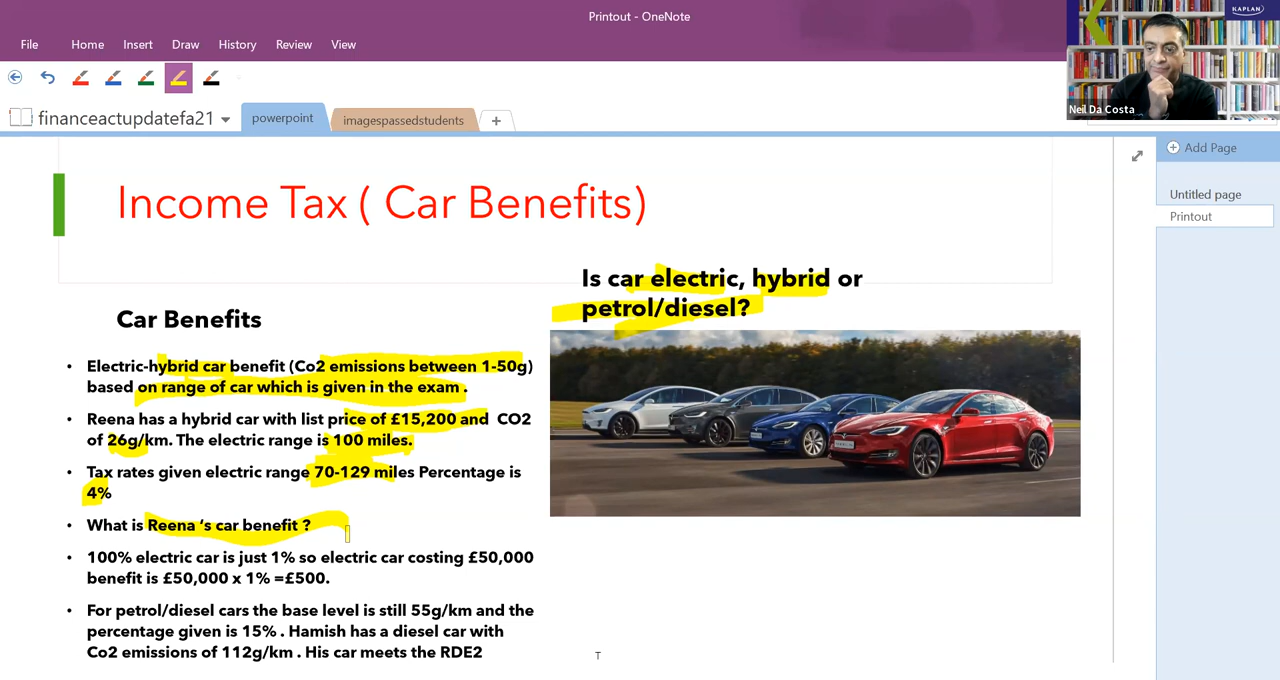 Printout - OneNote
KAPLAN
File Home Insert Draw History Review View
Neil Da Costa
financeactupdatefa21 powerpoint imagespassedstudents +
Add Page
Untitled page
Printout
Income Tax ( Car Benefits)
Is car electric, hybrid or
petrol/diesel?
Car Benefits
• Electric-hybrid car benefit (Co2 emissions between 1-50g)
based on range of car which is given in the exam .
• Reena has a hybrid car with list price of £15,200 and CO2
of 26g/km. The electric range is 100 miles.
• Tax rates given electric range 70-129 miles Percentage is
4%
• What is Reena ‘s car benefit ?
• 100% electric car is just 1% so electric car costing £50,000
benefit is £50,000 x 1% =£500.
• For petrol/diesel cars the base level is still 55g/km and the
percentage given is 15% . Hamish has a diesel car with
Co2 emissions of 112g/km . His car meets the RDE2